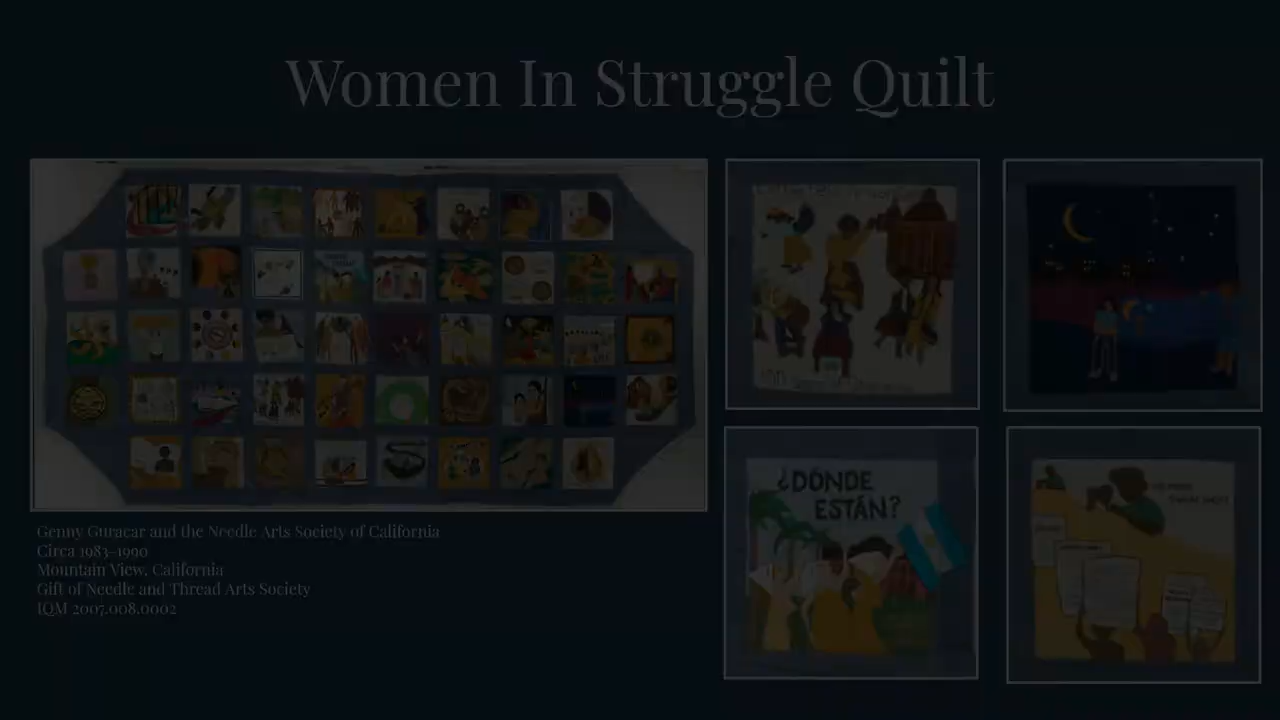 Women In Struggle Quilt
Genny Guracar and the Needle Arts Society of California
Circa 1983-1990
Mountain View, California
Gift of Needle and Thread Arts Society
IQM 2007.008.0002
¿DÓNDE
ESTÁN?